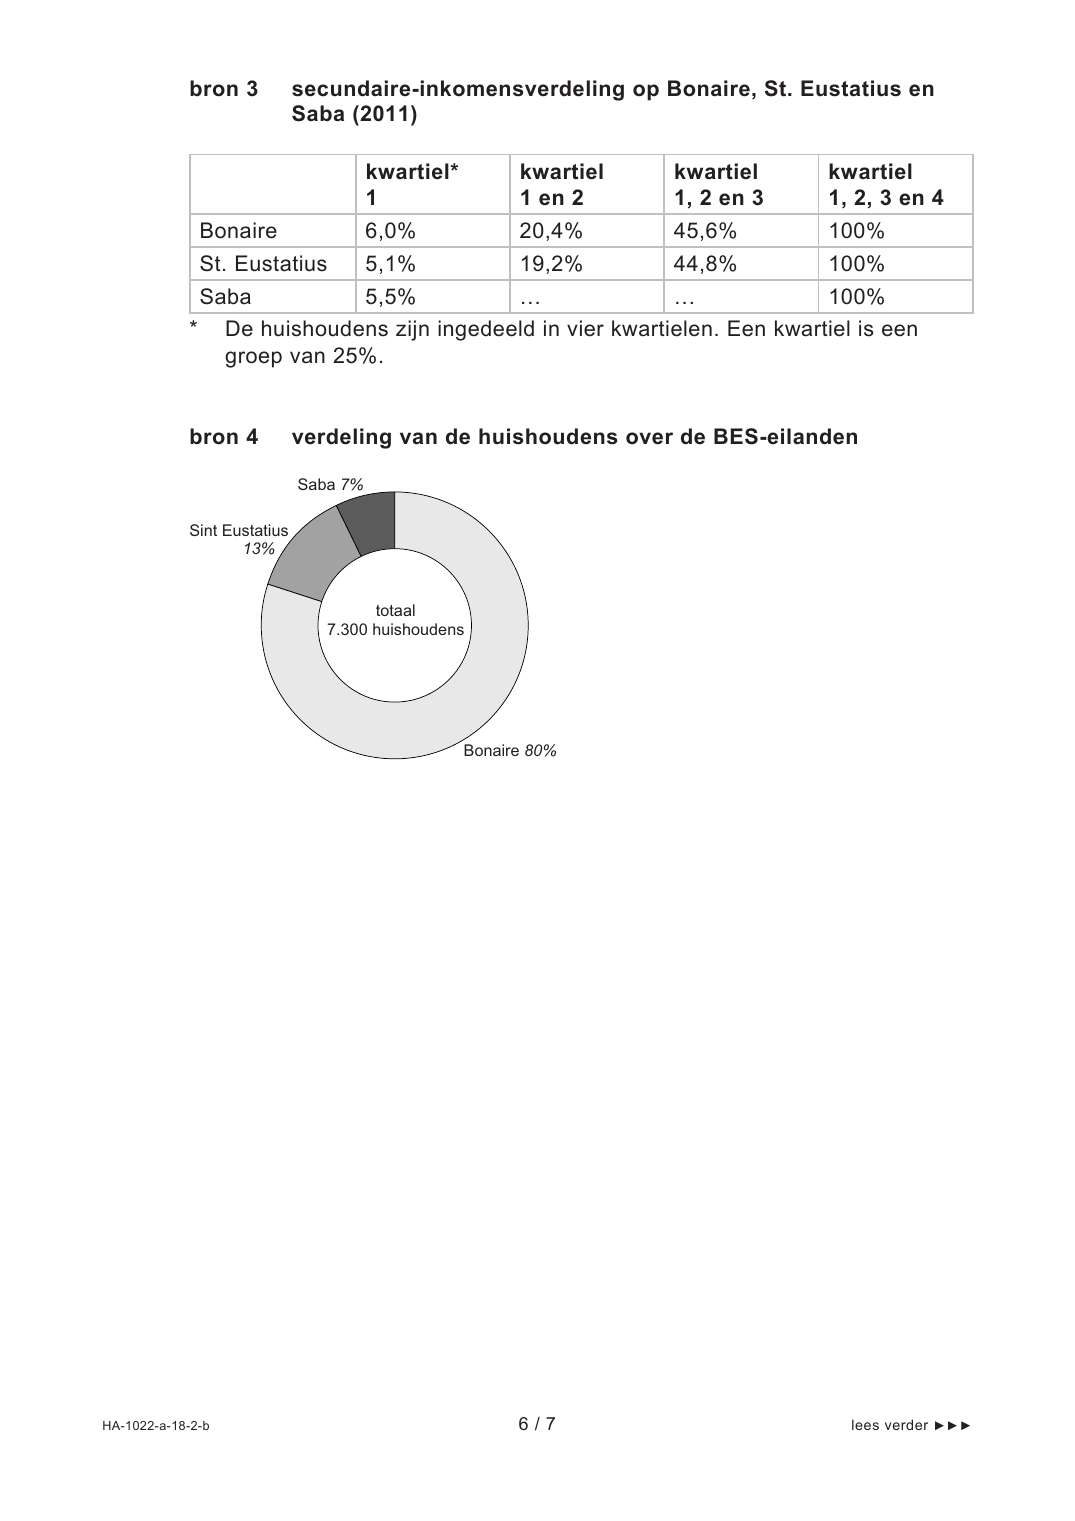 bron 3 secundaire-inkomensverdeling op Bonaire, St. Eustatius en
Saba (2011)
kwartiel* kwartiel kwartiel kwartiel
1 1 en 2 1, 2 en 3 1, 2, 3 en 4
Bonaire 6,0% 20,4% 45,6% 100%
St. Eustatius 5,1% 19,2% 44,8% 100%
Saba 5,5% … … 100%
* De huishoudens zijn ingedeeld in vier kwartielen. Een kwartiel is een
groep van 25%.
bron 4 verdeling van de huishoudens over de BES-eilanden
Saba 7%
Sint Eustatius
13%
totaal
7.300 huishoudens
Bonaire 80%
HA-1022-a-18-2-b 6 / 7 lees verder ►►►